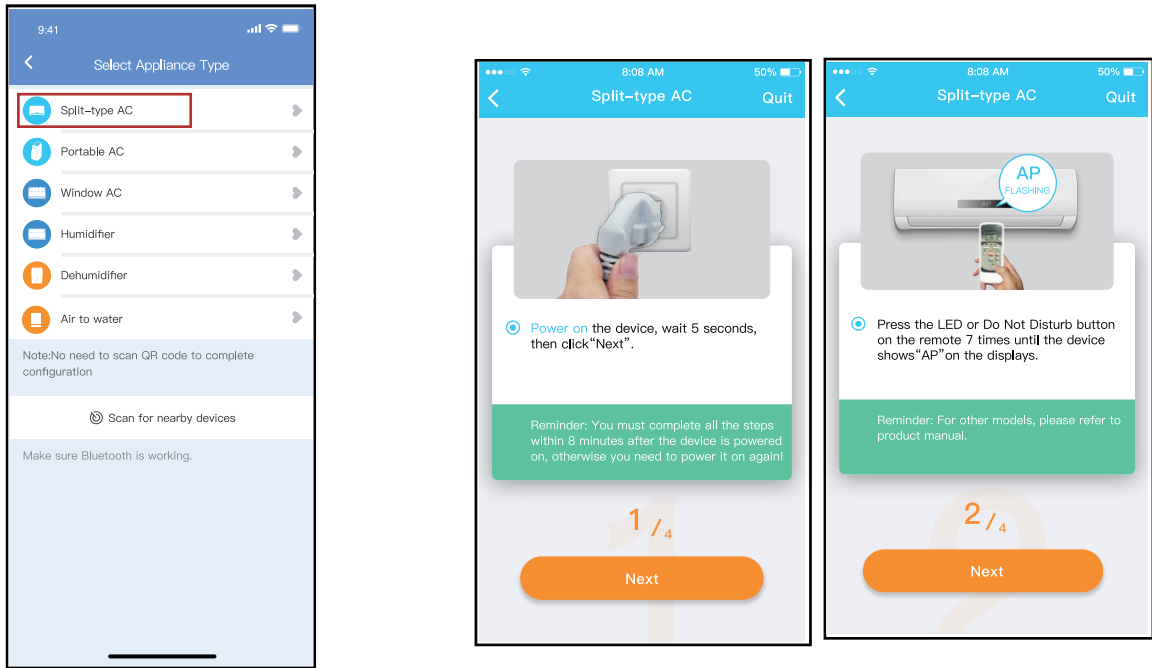 9:41
Select Appliance Type
Split-type AC
Portable AC
Window AC
Humidifier
Dehumidifier
Air to water
Note:No need to scan QR code to complete
configuration
Scan for nearby devices
Make sure Bluetooth is working.
8:08 AM
50%
Split-type AC
Quit
Power on the device, wait 5 seconds,
then click“Next”.
Reminder: You must complete all the steps
within 8 minutes after the device is powered
on, otherwise you need to power it on again!
1
1 / 4
Next
8:08 AM
50%
Split-type AC
Quit
AP
FLASHING
AP
Press the LED or Do Not Disturb button
on the remote 7 times until the device
shows“AP”on the displays.
Reminder: For other models, please refer to
product manual.
2
2 / 4
Next